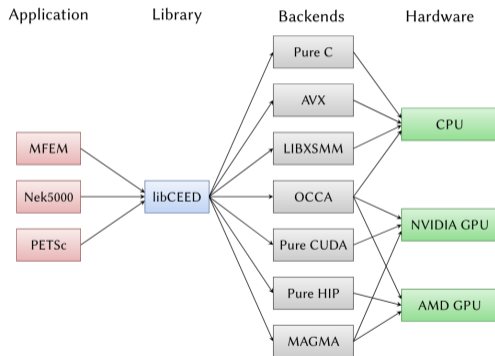 Application
Library
Backends
Hardware
MFEM
Nek5000
PETSc
libCEED
Pure C
AVX
LIBXSMM
OCCA
Pure CUDA
Pure HIP
MAGMA
CPU
NVIDIA GPU
AMD GPU